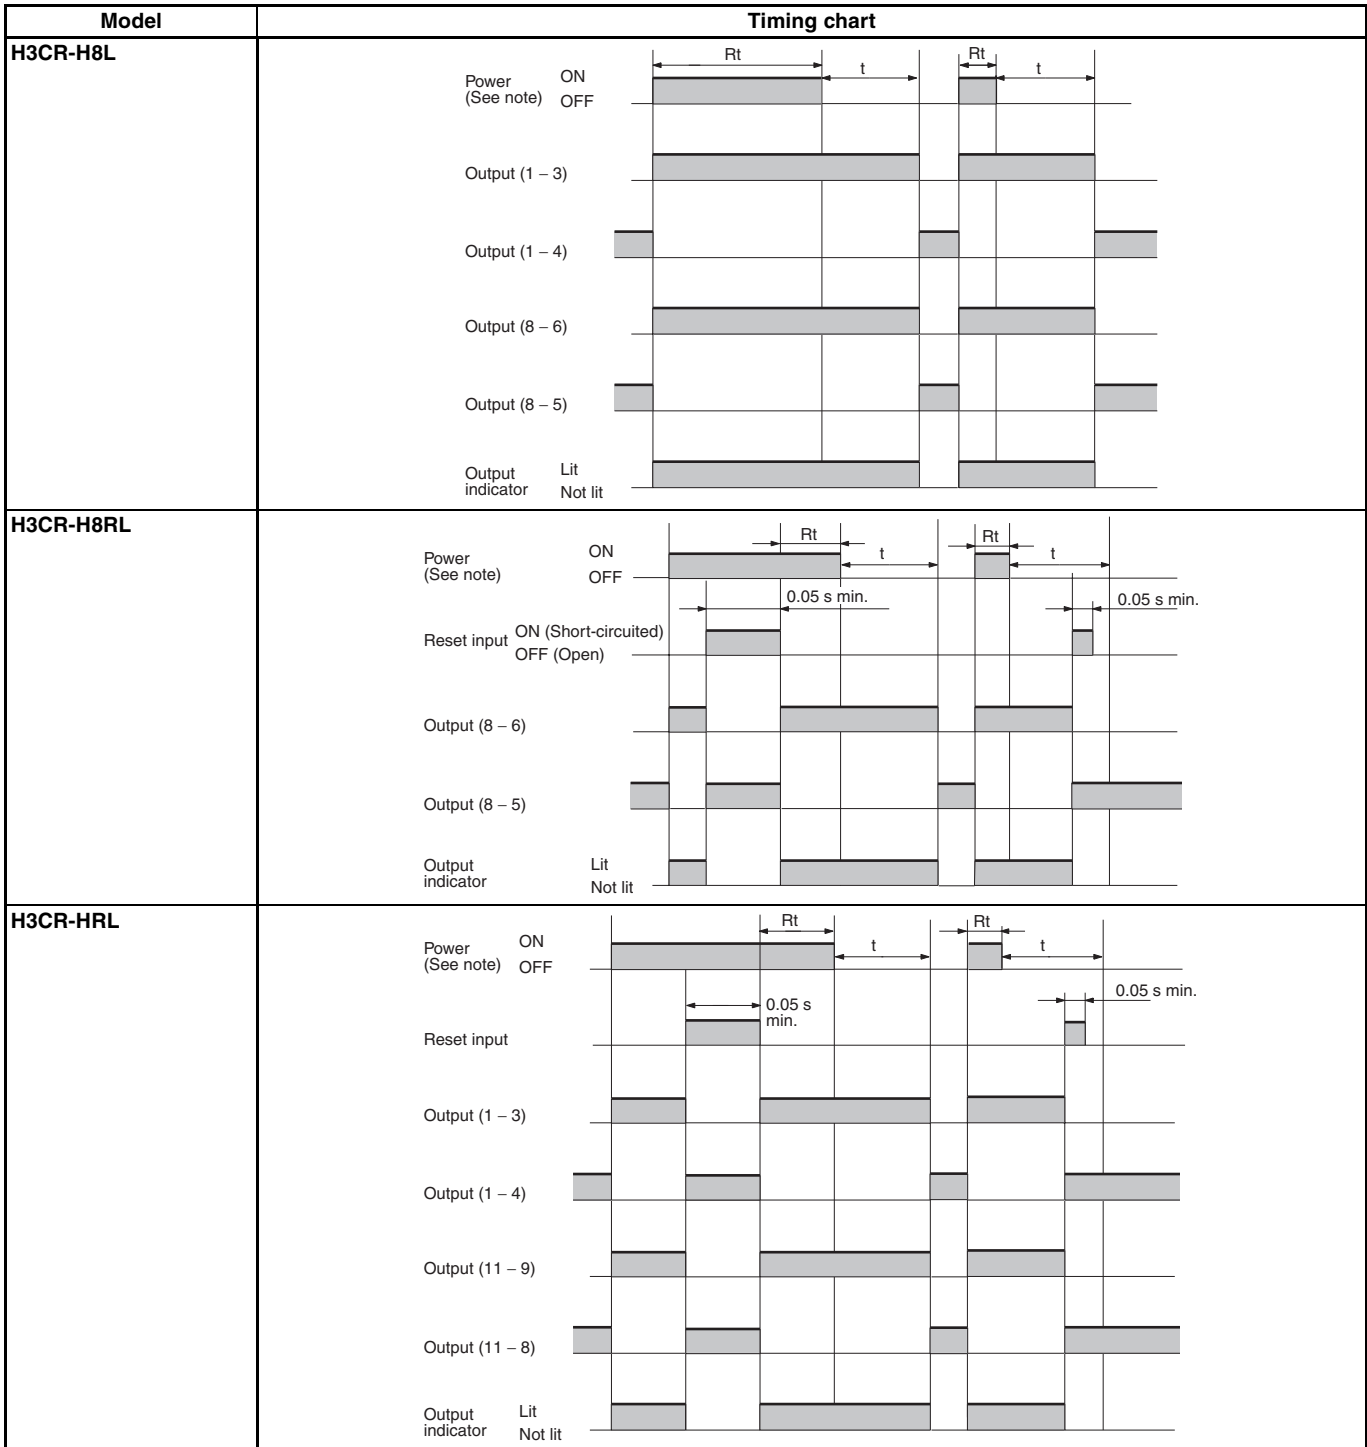 Model Timing chart
H3CR-H8L
Rt t Rt t
Power
(See note)
ON
OFF
Output (1 – 3)
Output (1 – 4)
Output (8 – 6)
Output (8 – 5)
Output
indicator
Lit
Not lit
H3CR-H8RL
Rt t Rt t
Power
(See note)
ON
OFF
0.05 s min. 0.05 s min.
Reset input
ON (Short-circuited)
OFF (Open)
Output (8 – 6)
Output (8 – 5)
Output
indicator
Lit
Not lit
H3CR-HRL
Rt t Rt t
Power
(See note)
ON
OFF
0.05 s
min.
0.05 s min.
Reset input
Output (1 – 3)
Output (1 – 4)
Output (11 – 9)
Output (11 – 8)
Output
indicator
Lit
Not lit